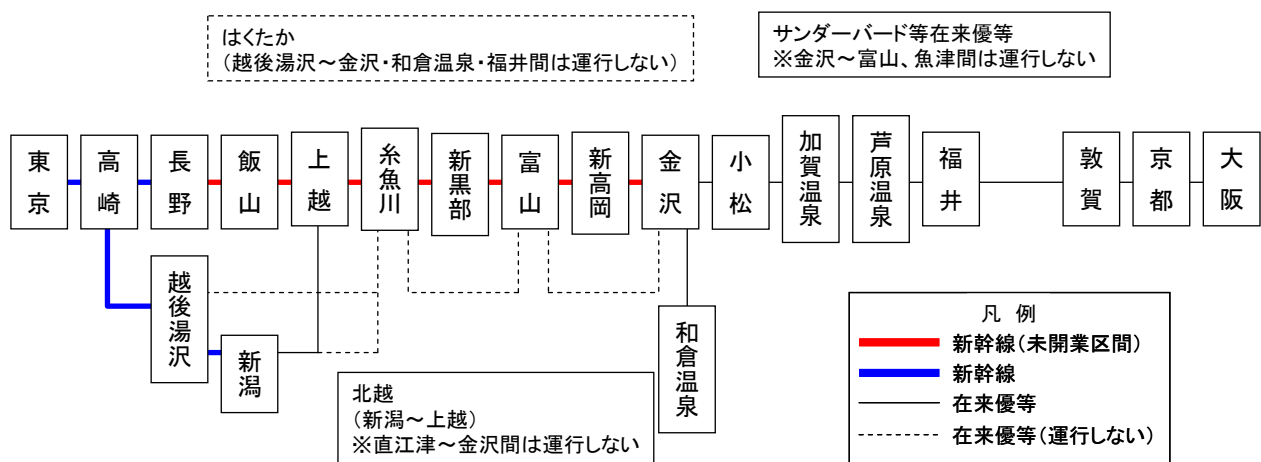 はくたか
(越後湯沢～金沢・和倉温泉・福井間は運行しない)
サンダーバード等在来優等
※金沢～富山、魚津間は運行しない
東京
高崎
長野
飯山
上越
糸魚川
新黒部
富山
新高岡
金沢
小松
加賀温泉
芦原温泉
福井
敦賀
京都
大阪
越後湯沢
新潟
和倉温泉
北越
(新潟～上越)
※直江津～金沢間は運行しない
凡 例
新幹線(未開業区間)
新幹線
在来優等
在来優等(運行しない)